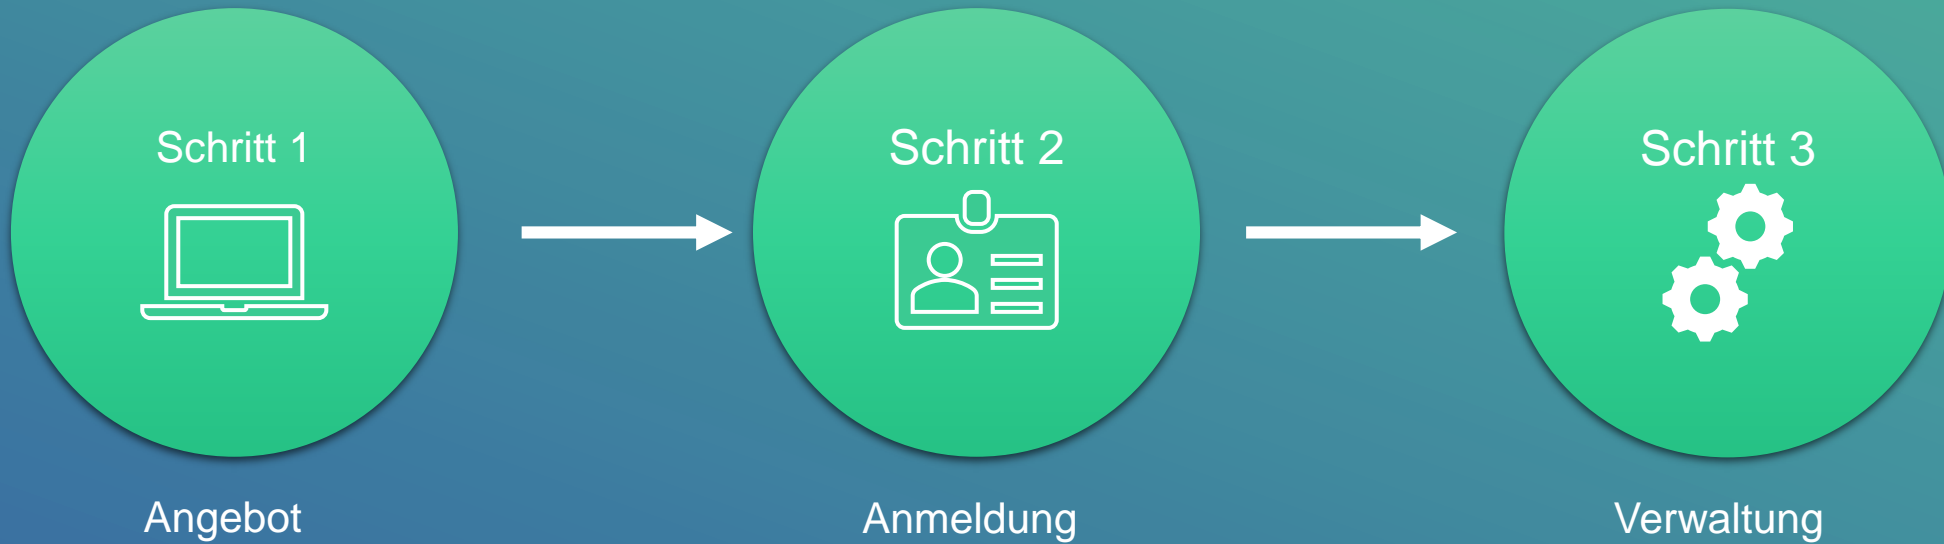 Schritt 1
Schritt 2
Schritt 3
Angebot
Anmeldung
Verwaltung